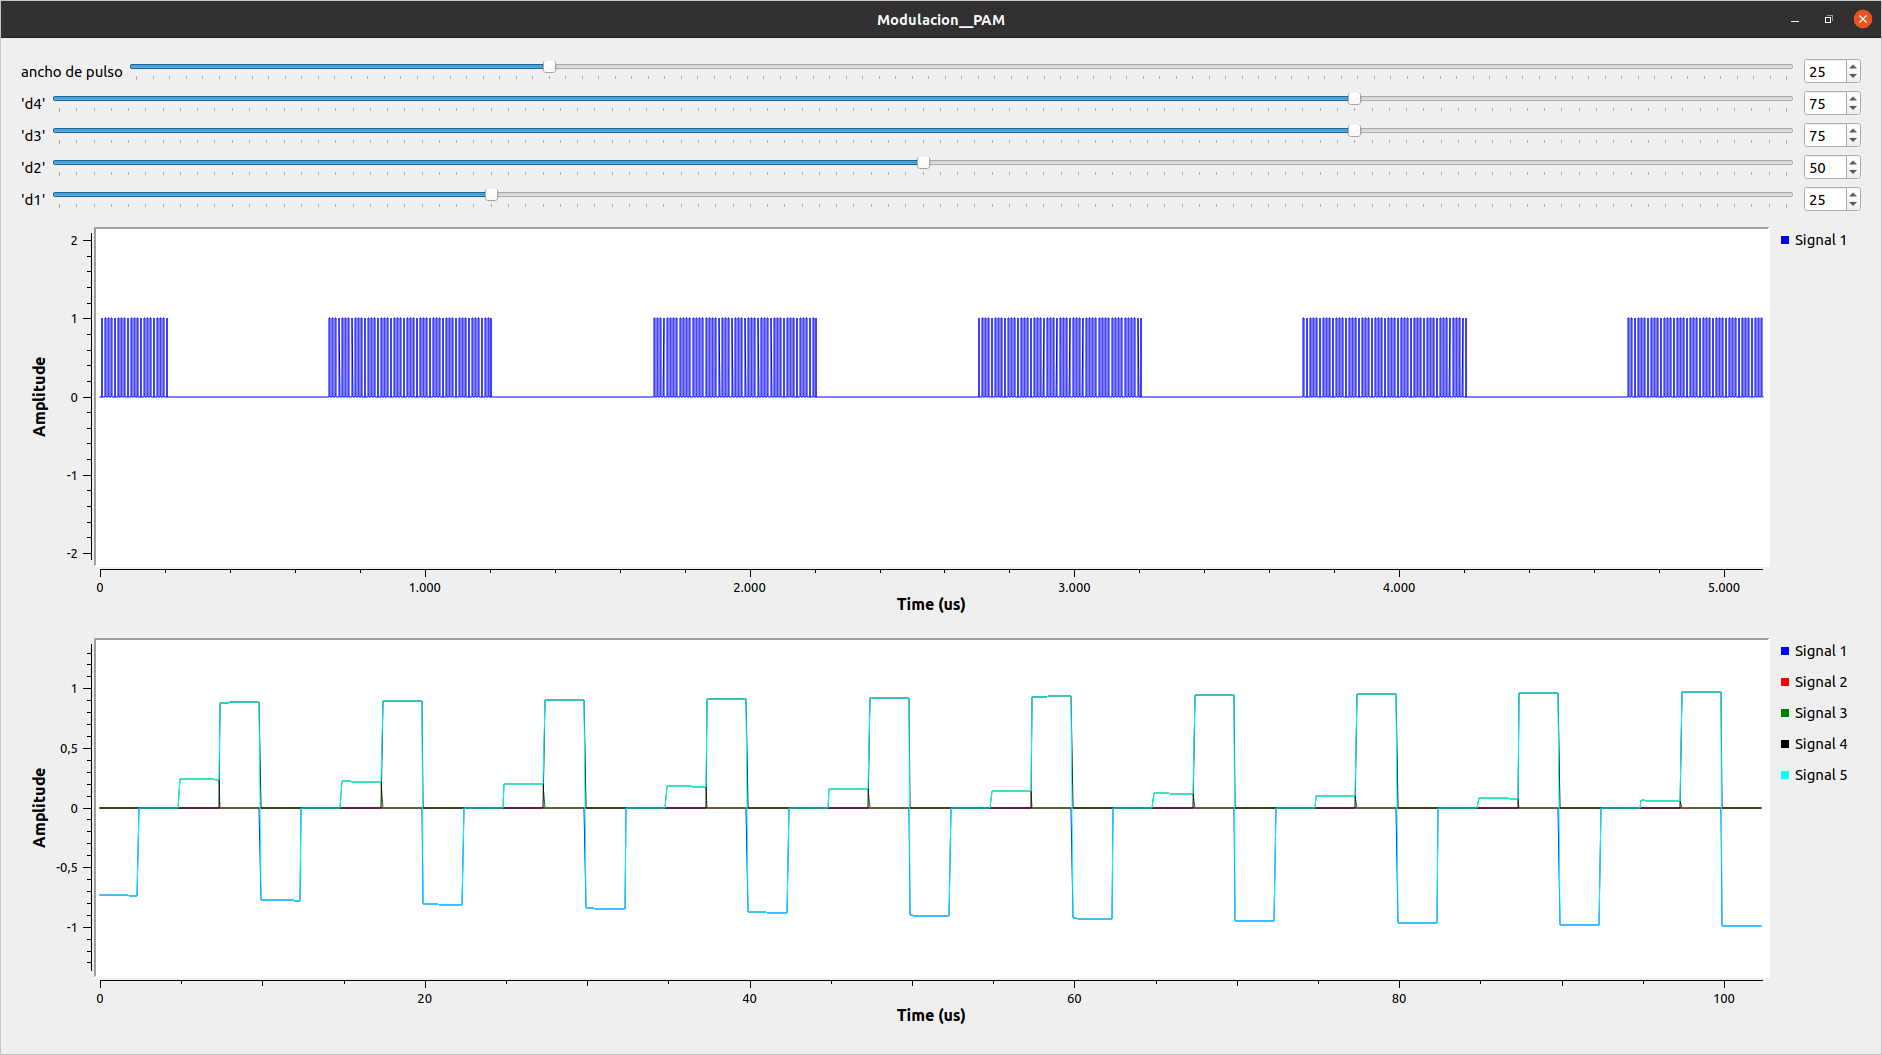 Modulacion__PAM
ancho de pulso 25
'd4' 75
'd3' 75
'd2' 50
'd1' 25
2
1
0
-1
-2
Amplitude
0 1.000 2.000 3.000 4.000 5.000
Time (us)
Signal 1
1
0,5
0
-0,5
-1
Amplitude
0 20 40 60 80 100
Time (us)
Signal 1
Signal 2
Signal 3
Signal 4
Signal 5